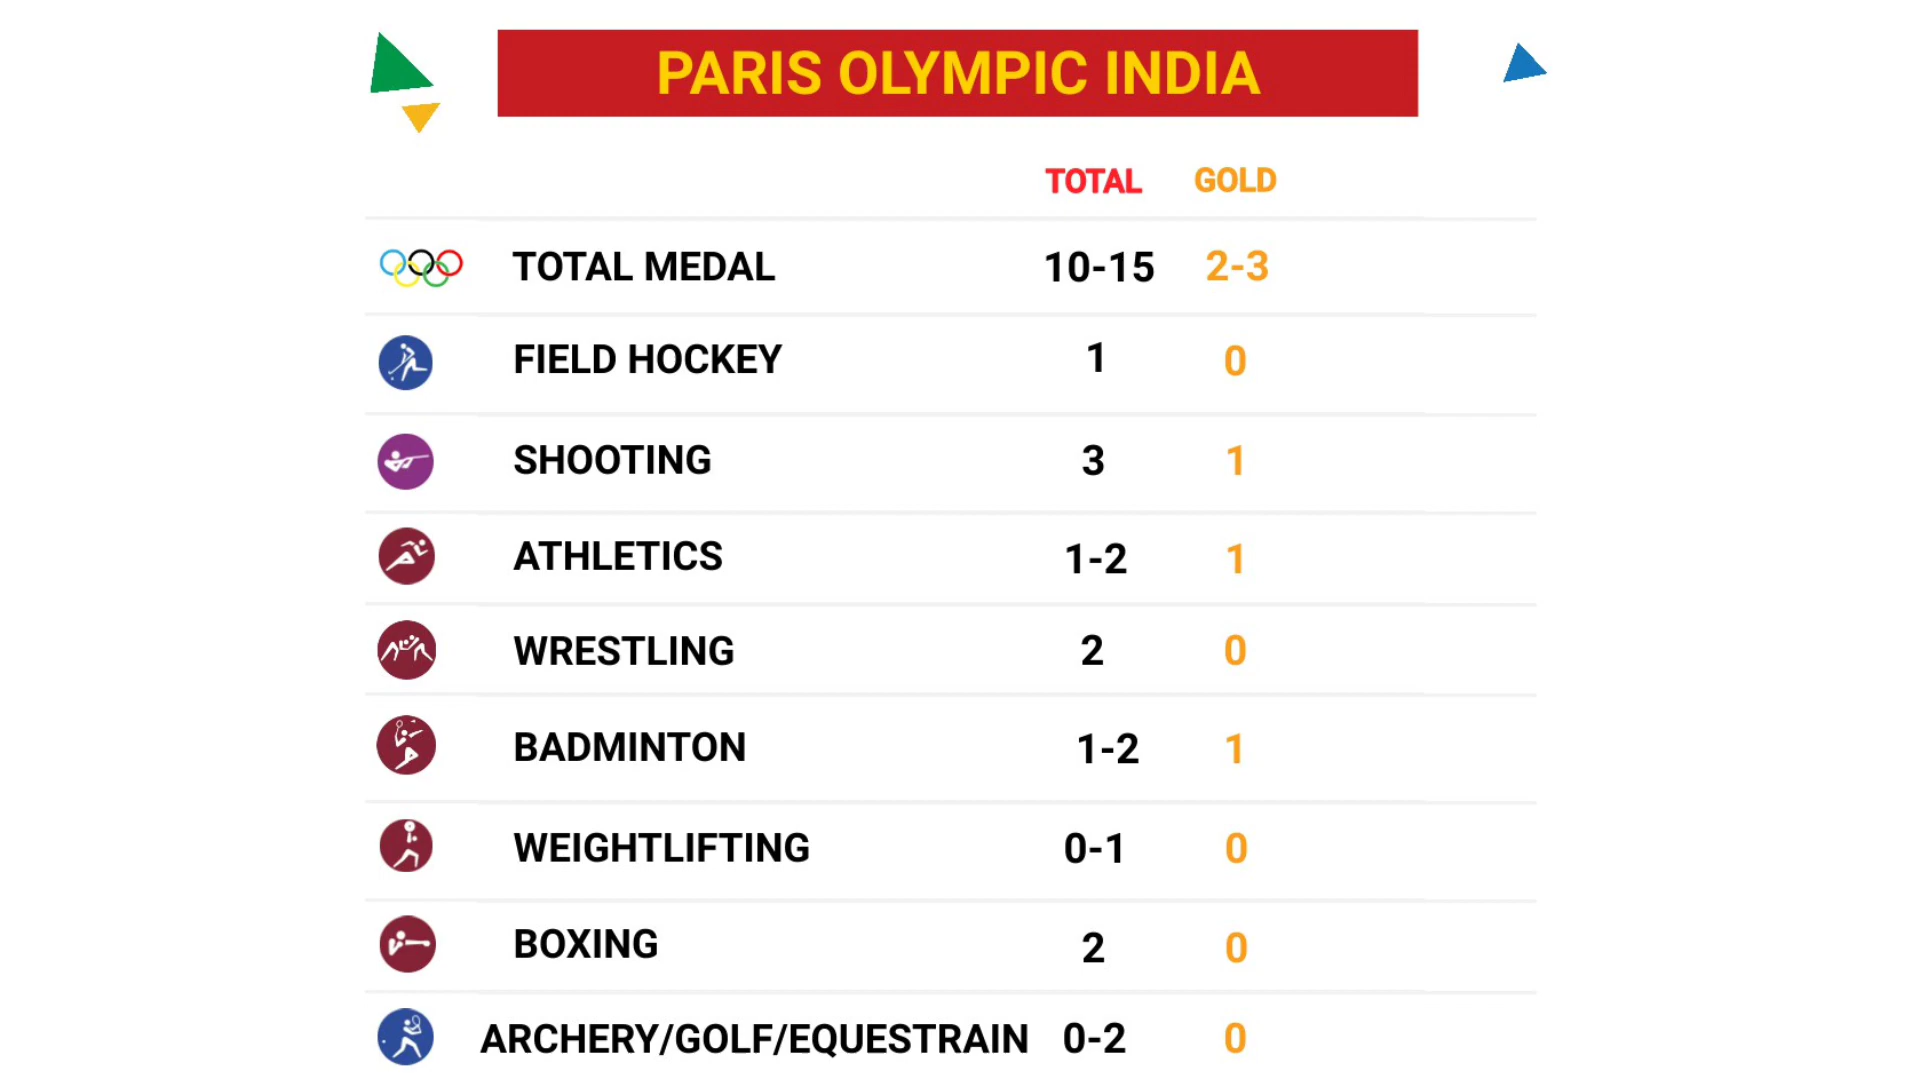 PARIS OLYMPIC INDIA
TOTAL GOLD
TOTAL MEDAL 10-15 2-3
FIELD HOCKEY 1 0
SHOOTING 3 1
ATHLETICS 1-2 1
WRESTLING 2 0
BADMINTON 1-2 1
WEIGHTLIFTING 0-1 0
BOXING 2 0
ARCHERY/GOLF/EQUESTRAIN 0-2 0